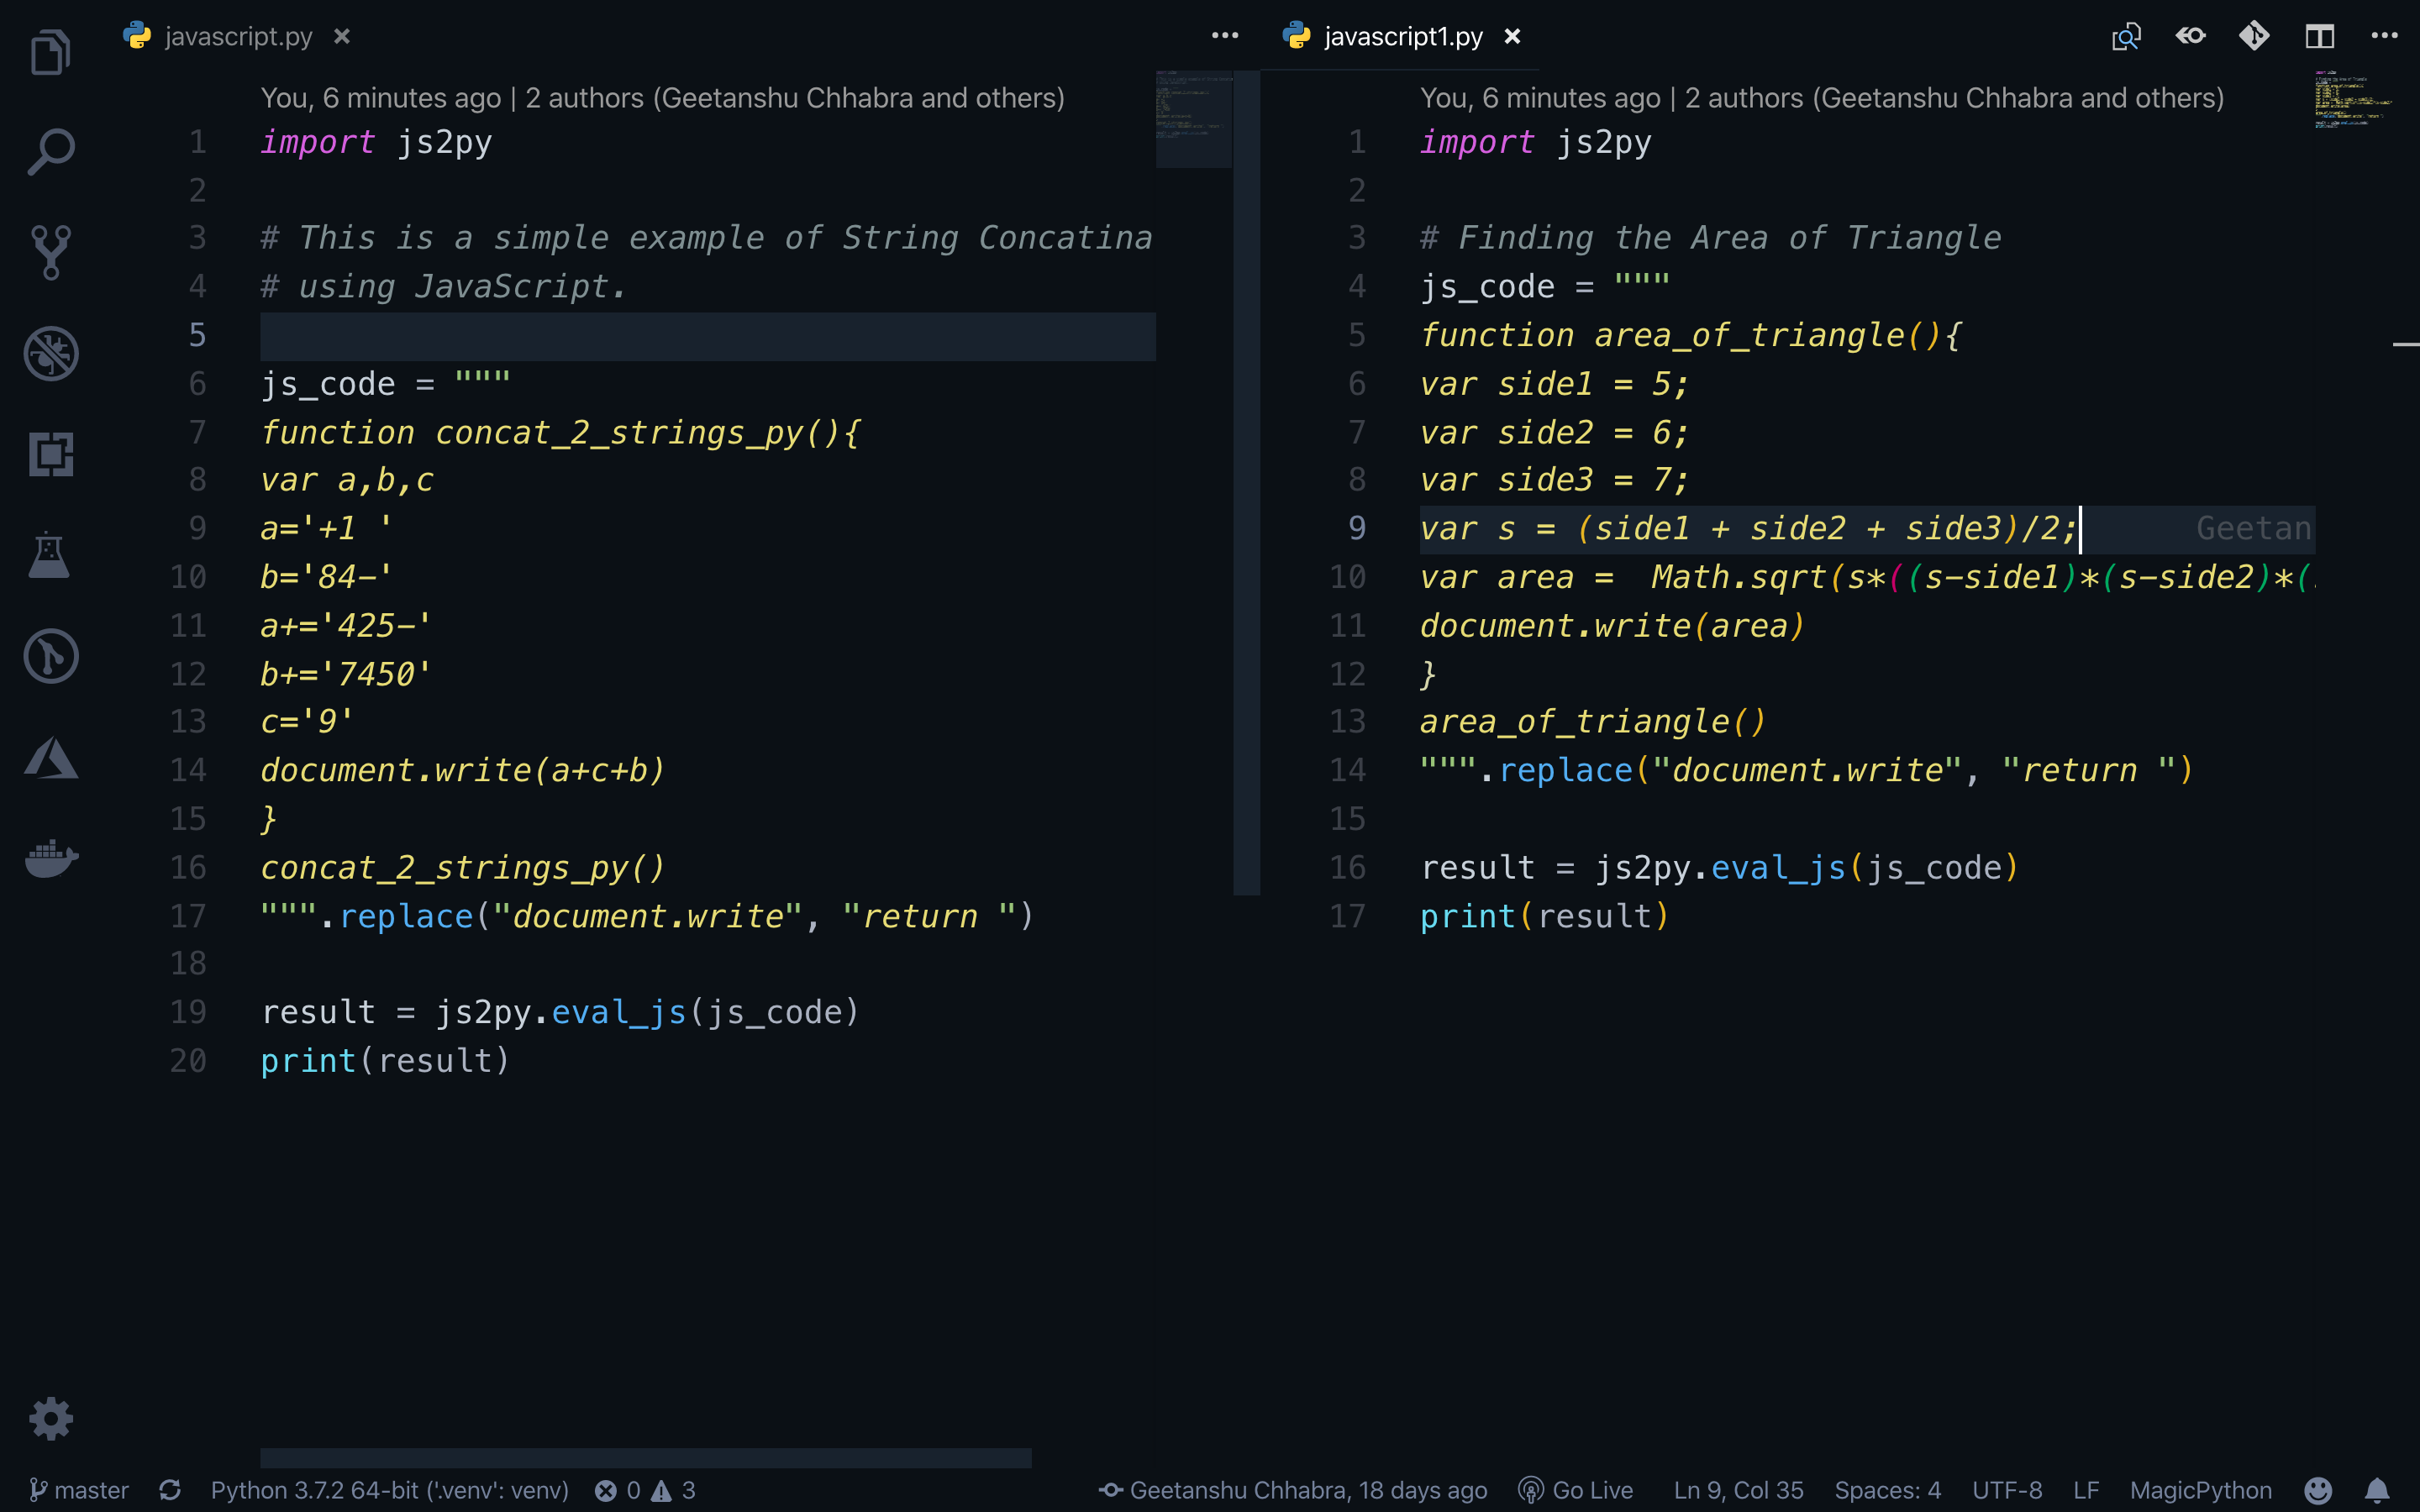 javascript.py
You, 6 minutes ago | 2 authors (Geetanshu Chhabra and others)
1 import js2py
2
3 # This is a simple example of String Concatina
4 # using JavaScript.
5
6 js_code = """
7 function concat_2_strings_py(){
8 var a,b,c
9 a='+1 '
10 b='84-'
11 a+='425-'
12 b+='7450'
13 c='9'
14 document.write(a+c+b)
15 }
16 concat_2_strings_py()
17 """.replace("document.write", "return ")
18
19 result = js2py.eval_js(js_code)
20 print(result)
javascript1.py
You, 6 minutes ago | 2 authors (Geetanshu Chhabra and others)
1 import js2py
2
3 # Finding the Area of Triangle
4 js_code = """
5 function area_of_triangle(){
6 var side1 = 5;
7 var side2 = 6;
8 var side3 = 7;
9 var s = (side1 + side2 + side3)/2; Geetan
10 var area =  Math.sqrt(s*((s-side1)*(s-side2)*(
11 document.write(area)
12 }
13 area_of_triangle()
14 """.replace("document.write", "return ")
15
16 result = js2py.eval_js(js_code)
17 print(result)
master Python 3.7.2 64-bit ('.venv': venv) 0 3 Geetanshu Chhabra, 18 days ago Go Live Ln 9, Col 35 Spaces: 4 UTF-8 LF MagicPython